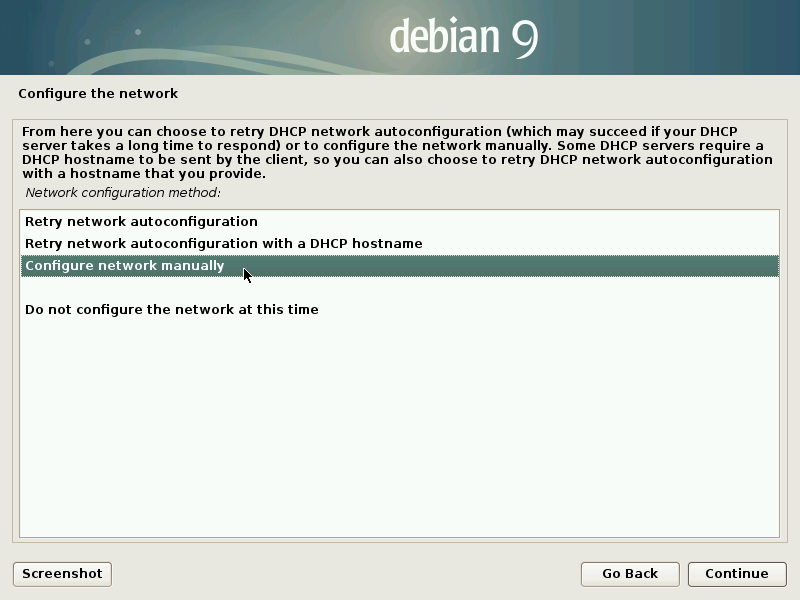 debian 9
Configure the network
From here you can choose to retry DHCP network autoconfiguration (which may succeed if your DHCP
server takes a long time to respond) or to configure the network manually. Some DHCP servers require a
DHCP hostname to be sent by the client, so you can also choose to retry DHCP network autoconfiguration
with a hostname that you provide.
Network configuration method:
Retry network autoconfiguration
Retry network autoconfiguration with a DHCP hostname
Configure network manually
Do not configure the network at this time
Screenshot
Go Back
Continue